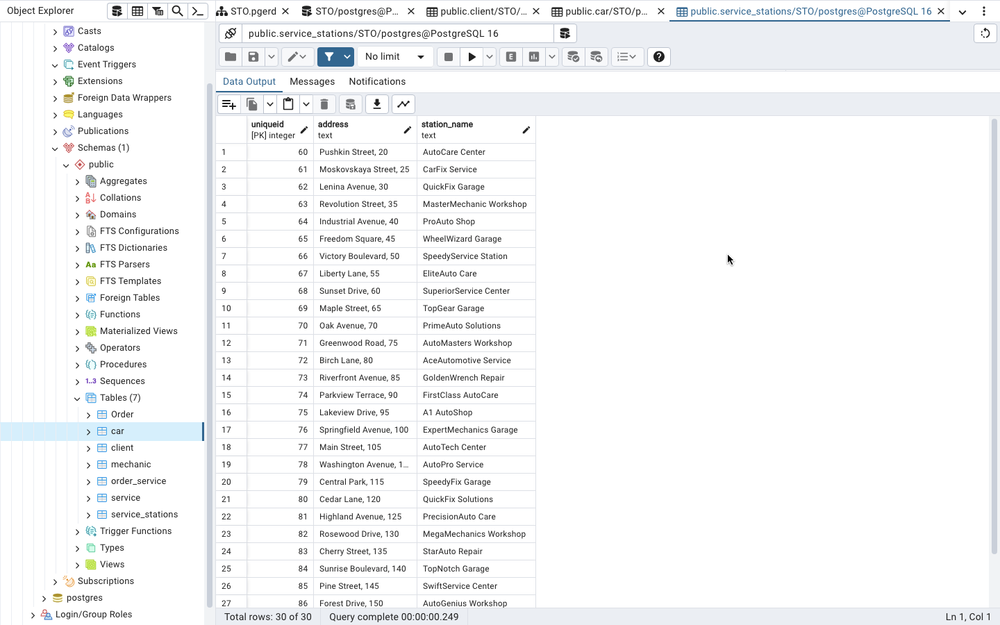 Object Explorer
STO.pgerd
STO/postgres@P...
public.client/STO/...
public.car/STO/p...
public.service_stations/STO/postgres@PostgreSQL 16
public.service_stations/STO/postgres@PostgreSQL 16
No limit
E
Data Output
Messages
Notifications
Casts
Catalogs
Event Triggers
Extensions
Foreign Data Wrappers
Languages
Publications
Schemas (1)
public
Aggregates
Collations
Domains
FTS Configurations
FTS Dictionaries
Aa FTS Parsers
FTS Templates
Foreign Tables
Functions
Materialized Views
Operators
Procedures
1..3 Sequences
Tables (7)
Order
car
client
mechanic
order_service
service
service_stations
Trigger Functions
Types
Views
Subscriptions
postgres
Login/Group Roles
uniqueid [PK] integer
address text
station_name text
1 60 Pushkin Street, 20 AutoCare Center
2 61 Moskovskaya Street, 25 CarFix Service
3 62 Lenina Avenue, 30 QuickFix Garage
4 63 Revolution Street, 35 MasterMechanic Workshop
5 64 Industrial Avenue, 40 ProAuto Shop
6 65 Freedom Square, 45 WheelWizard Garage
7 66 Victory Boulevard, 50 SpeedyService Station
8 67 Liberty Lane, 55 EliteAuto Care
9 68 Sunset Drive, 60 SuperiorService Center
10 69 Maple Street, 65 TopGear Garage
11 70 Oak Avenue, 70 PrimeAuto Solutions
12 71 Greenwood Road, 75 AutoMasters Workshop
13 72 Birch Lane, 80 AceAutomotive Service
14 73 Riverfront Avenue, 85 GoldenWrench Repair
15 74 Parkview Terrace, 90 FirstClass AutoCare
16 75 Lakeview Drive, 95 A1 AutoShop
17 76 Springfield Avenue, 100 ExpertMechanics Garage
18 77 Main Street, 105 AutoTech Center
19 78 Washington Avenue, 1... AutoPro Service
20 79 Central Park, 115 SpeedyFix Garage
21 80 Cedar Lane, 120 QuickFix Solutions
22 81 Highland Avenue, 125 PrecisionAuto Care
23 82 Rosewood Drive, 130 MegaMechanics Workshop
24 83 Cherry Street, 135 StarAuto Repair
25 84 Sunrise Boulevard, 140 TopNotch Garage
26 85 Pine Street, 145 SwiftService Center
27 86 Forest Drive, 150 AutoGenius Workshop
Total rows: 30 of 30
Query complete 00:00:00.249
Ln 1, Col 1